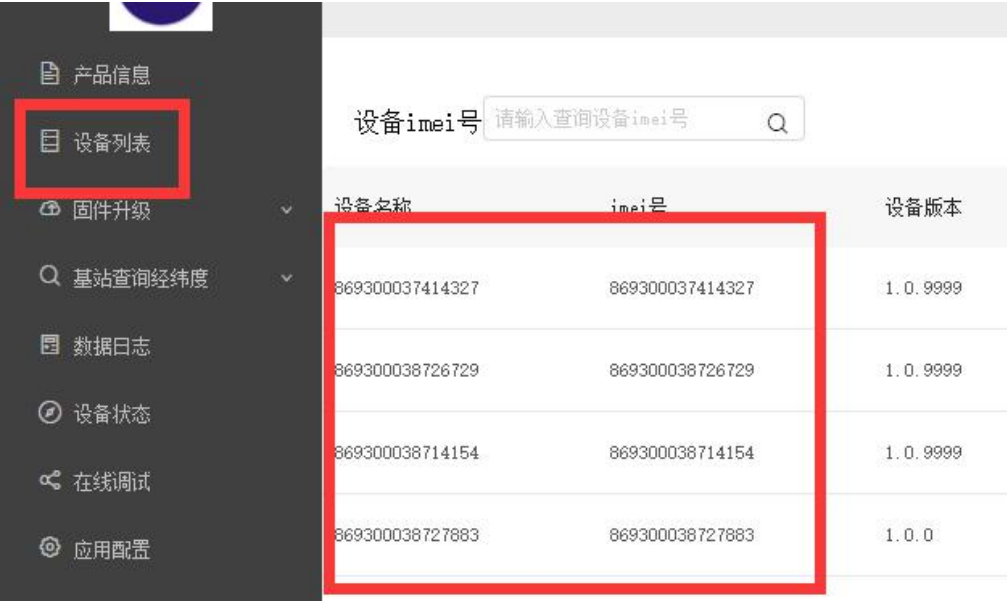 产品信息
设备列表
固件升级
基站查询经纬度
数据日志
设备状态
在线调试
应用配置
设备imei号 请输入查询设备imei号
设备名称 imei号 设备版本
869300037414327 869300037414327 1.0.9999
869300038726729 869300038726729 1.0.9999
869300038714154 869300038714154 1.0.9999
869300038727883 869300038727883 1.0.0